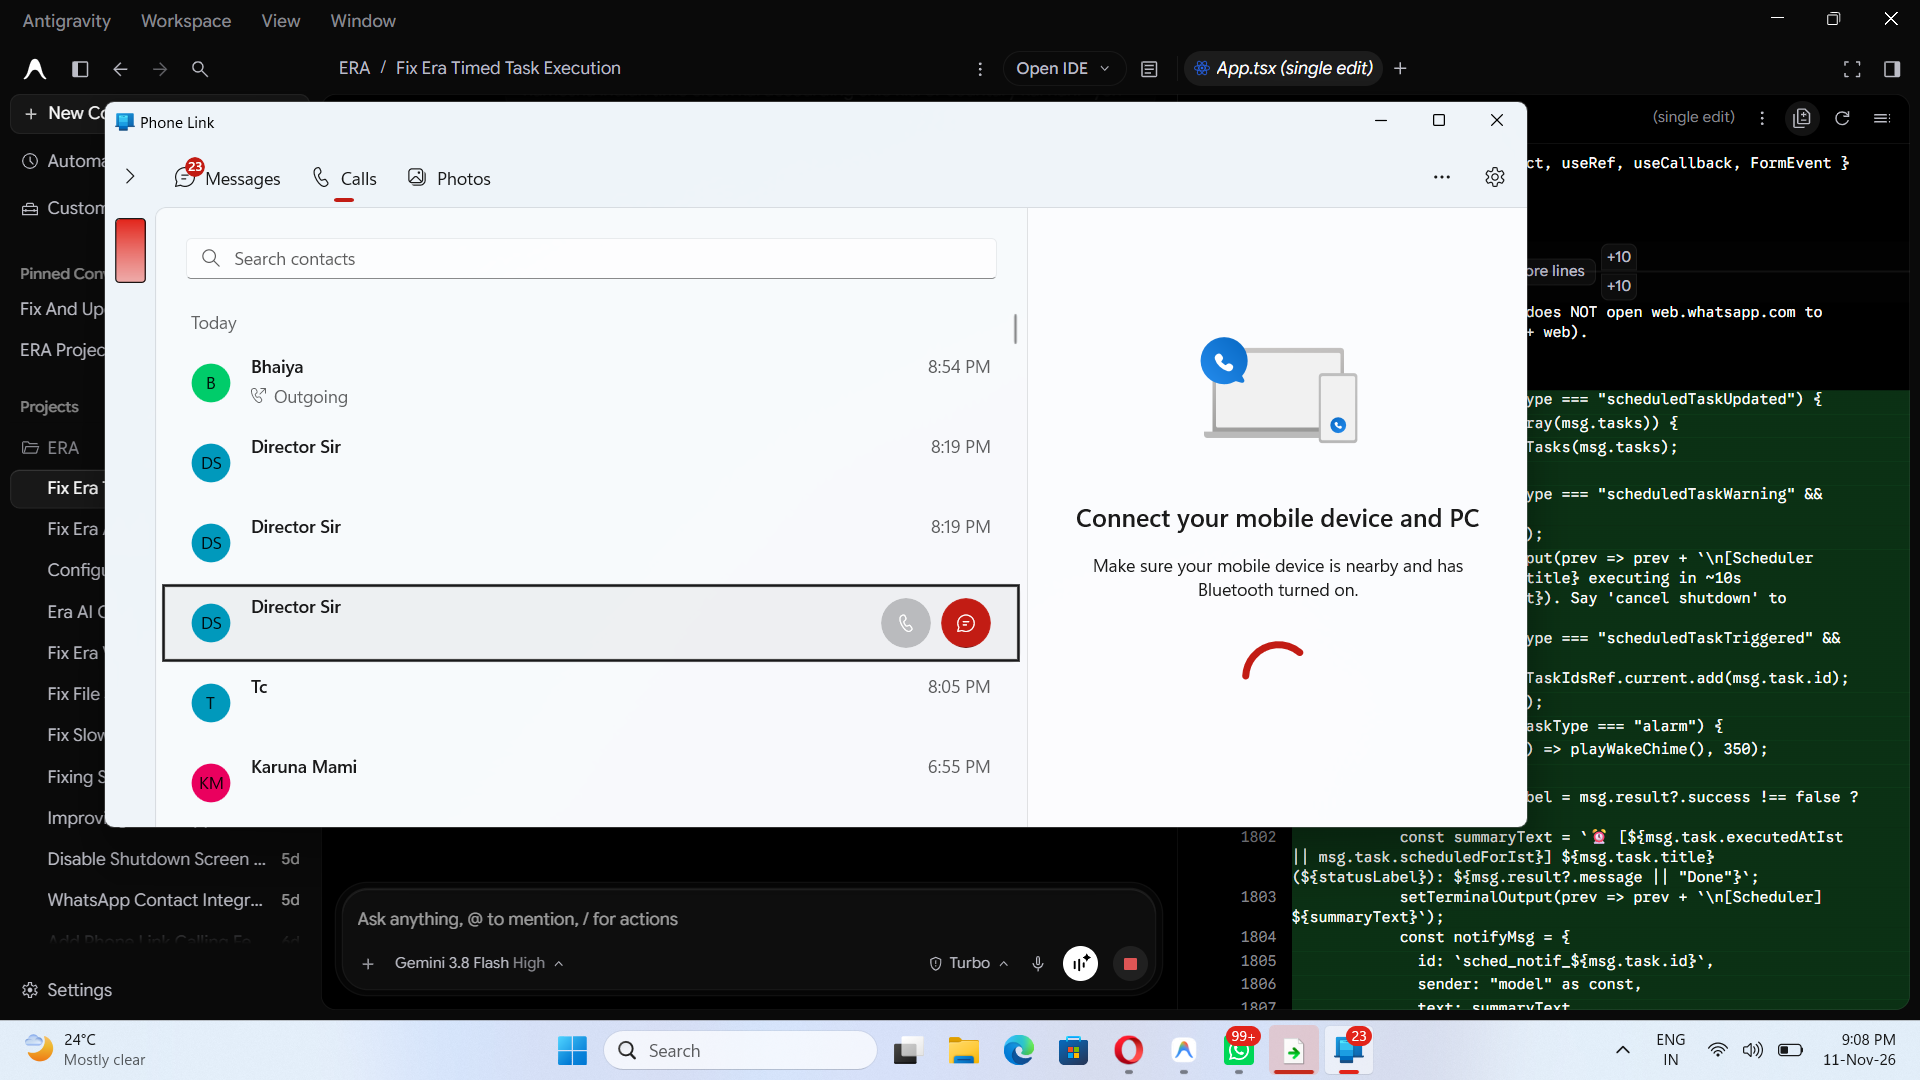 Antigravity Workspace View Window
ERA / Fix Era Timed Task Execution
Open IDE
App.tsx (single edit)
New Co
Automa
Custom
Pinned Con
Fix And Up
ERA Projec
Projects
ERA
Fix Era T
Fix Era A
Configu
Era AI C
Fix Era
Fix File
Fix Slow
Fixing S
Improvi
Disable Shutdown Screen ... 5d
WhatsApp Contact Integr... 5d
Settings
Phone Link
23
Messages
Calls
Photos
Search contacts
Today
B
Bhaiya
8:54 PM
Outgoing
DS
Director Sir
8:19 PM
DS
Director Sir
8:19 PM
DS
Director Sir
T
Tc
8:05 PM
KM
Karuna Mami
6:55 PM
Connect your mobile device and PC
Make sure your mobile device is nearby and has
Bluetooth turned on.
Ask anything, @ to mention, / for actions
Gemini 3.8 Flash High
Turbo
(single edit)
ct, useRef, useCallback, FormEvent }
ore lines
+10
+10
does NOT open web.whatsapp.com to
+ web).
ype === "scheduledTaskUpdated") {
ray(msg.tasks)) {
Tasks(msg.tasks);
ype === "scheduledTaskWarning" &&
);
put(prev => prev + `\n[Scheduler
title} executing in ~10s
t}). Say 'cancel shutdown' to
ype === "scheduledTaskTriggered" &&
TaskIdsRef.current.add(msg.task.id);
);
askType === "alarm") {
) => playWakeChime(), 350);
bel = msg.result?.success !== false ?
1802 const summaryText = `⏰ [${msg.task.executedAtIst
|| msg.task.scheduledForIst}] ${msg.task.title}
(${statusLabel}): ${msg.result?.message || "Done"}`;
1803 setTerminalOutput(prev => prev + `\n[Scheduler]
${summaryText}`);
1804 const notifyMsg = {
1805 id: `sched_notif_${msg.task.id}`,
1806 sender: "model" as const,
1807 text: summaryText
24°C
Mostly clear
Search
99+
23
ENG
IN
9:08 PM
11-Nov-26